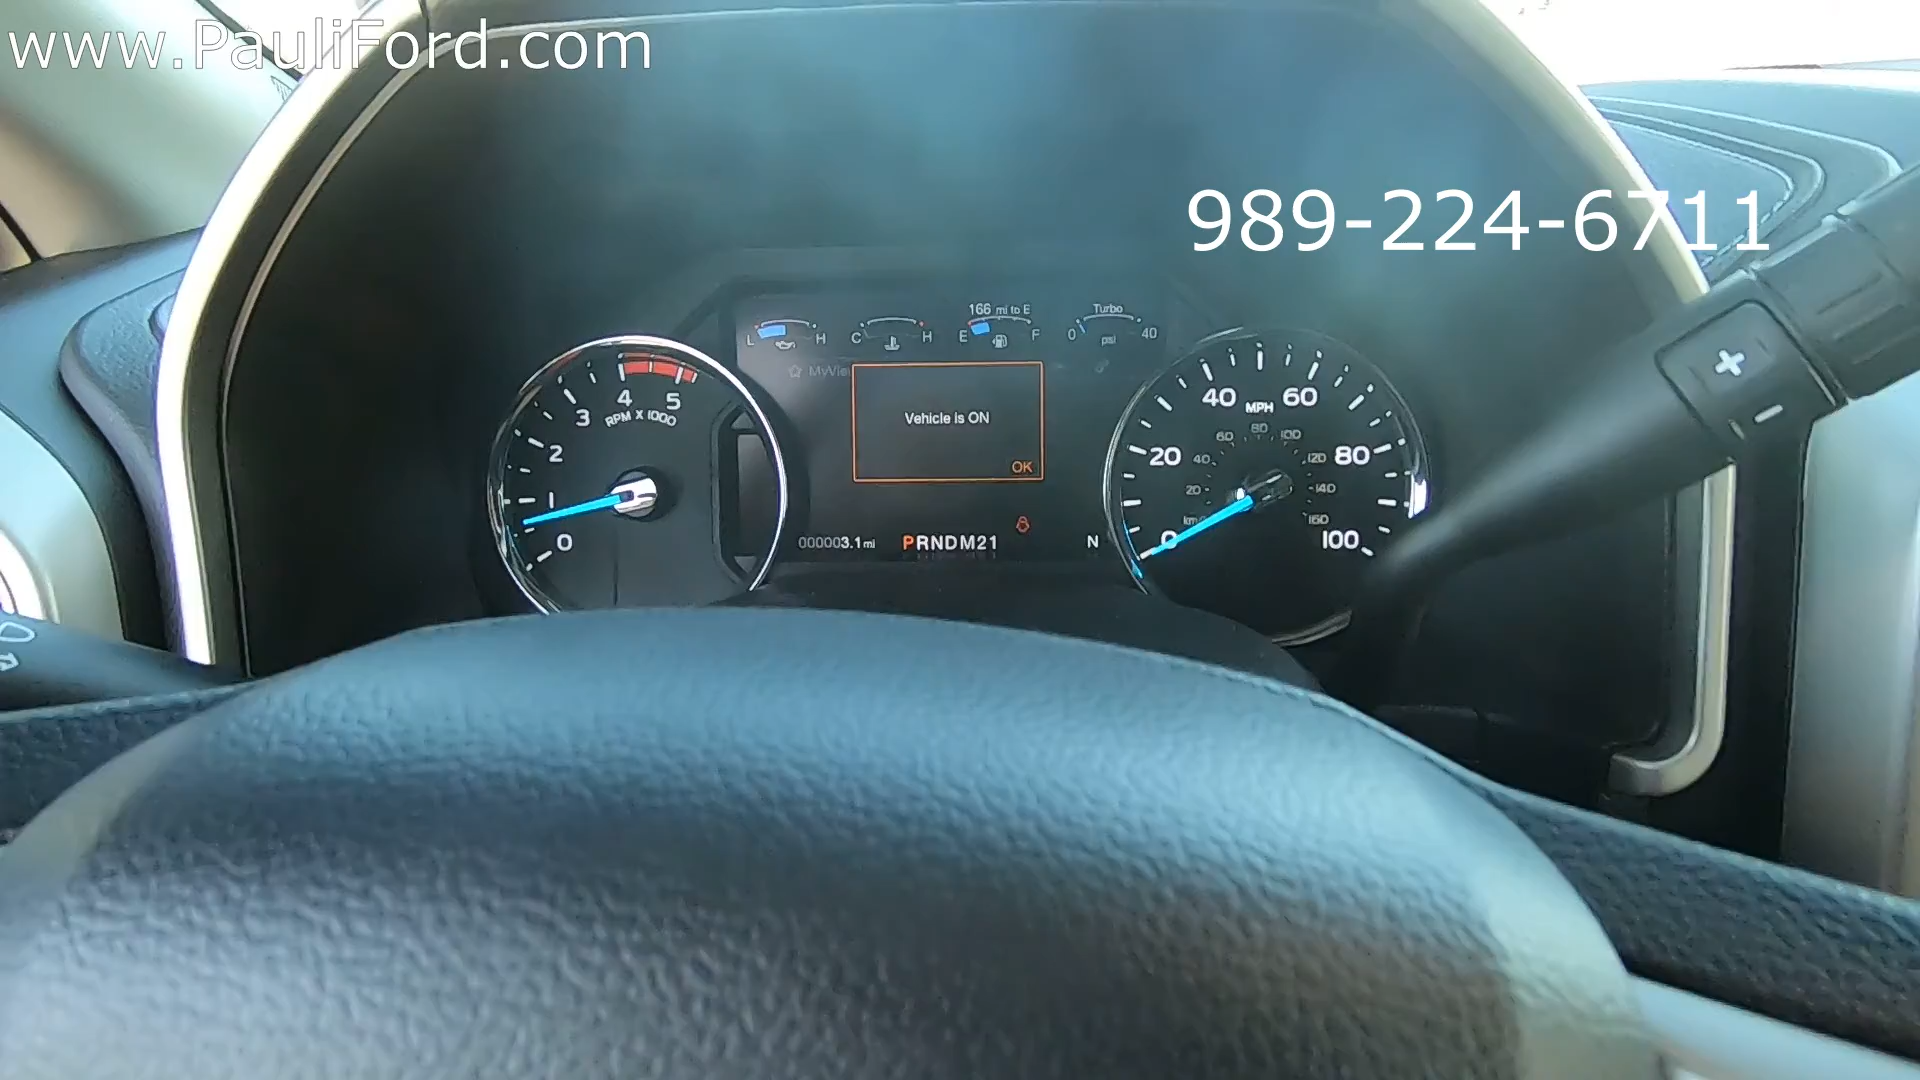 www.PauliFord.com
989-224-6711
166 mi to E
Turbo
L H
C H
E F
0 40
psi
MyVie
Vehicle is ON
OK
000003.1 mi
PRNDM21
N
0 1 2 3 4 5
RPM X 1000
0 20 40 60 80 100
MPH
20 40 60 80 100 120 140 160
km